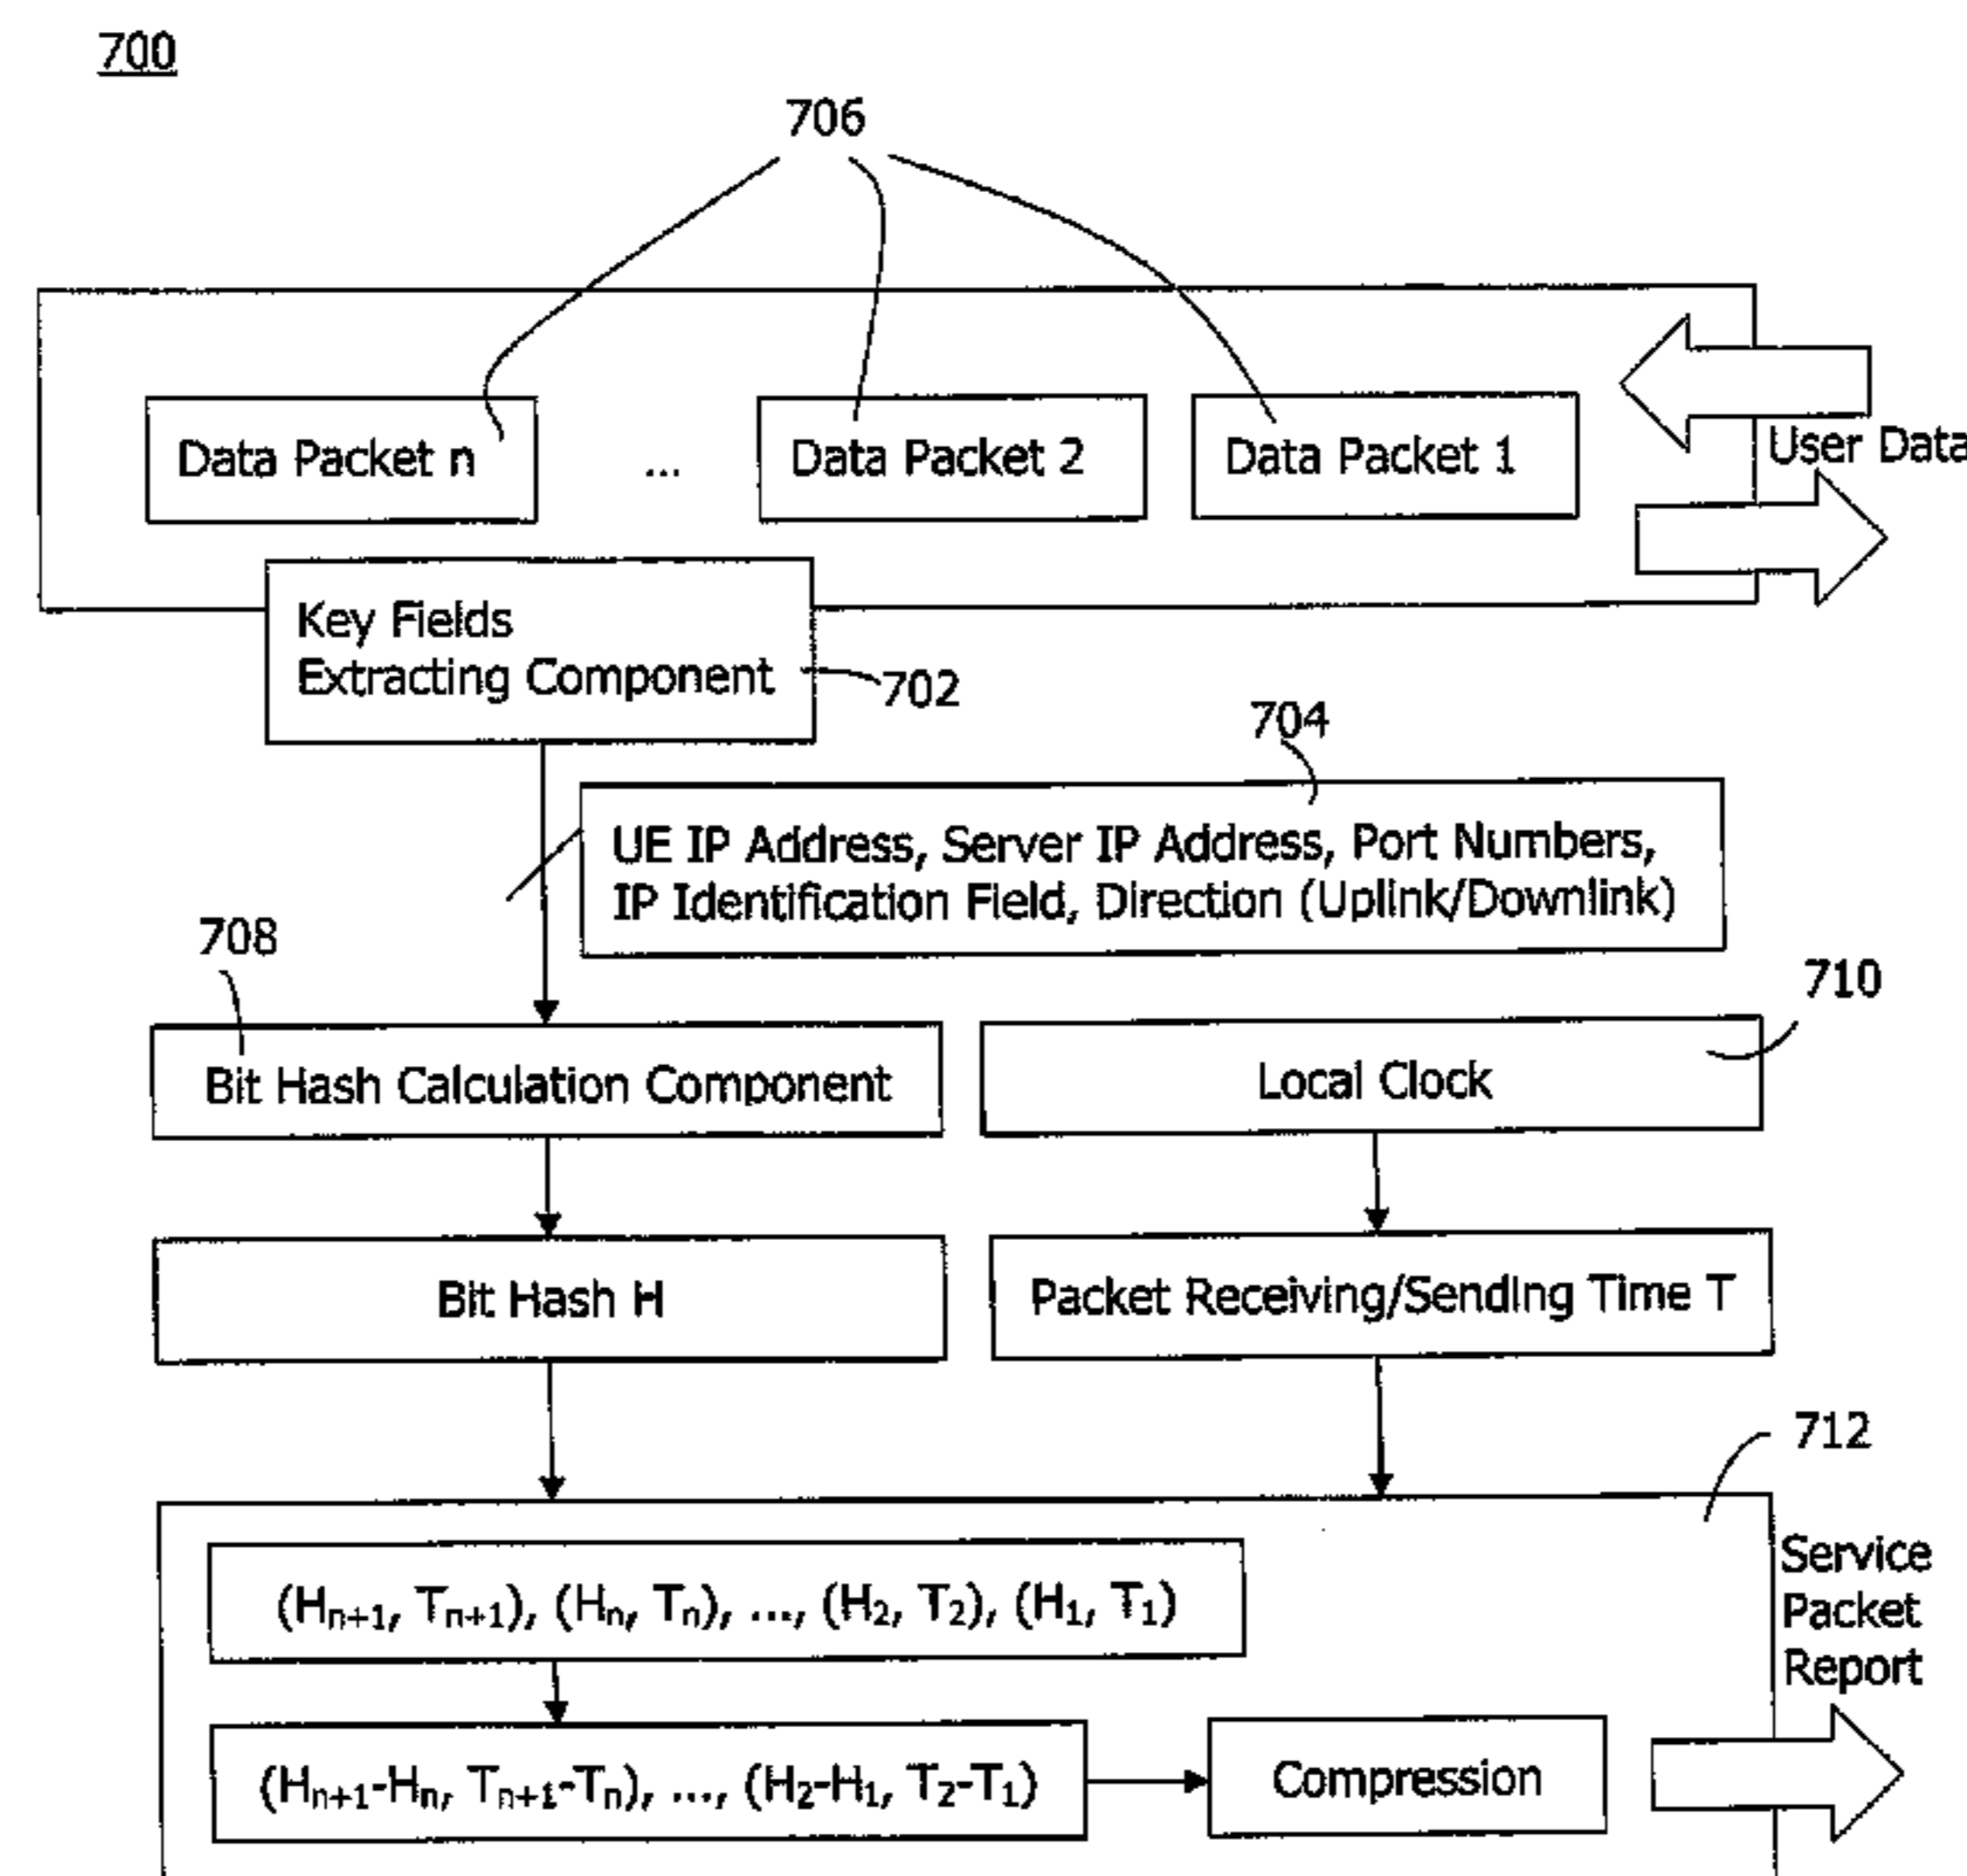 700
706
Data Packet n
...
Data Packet 2
Data Packet 1
User Data
Key Fields
Extracting Component
702
704
UE IP Address, Server IP Address, Port Numbers,
IP Identification Field, Direction (Uplink/Downlink)
708
710
Bit Hash Calculation Component
Local Clock
Bit Hash H
Packet Receiving/Sending Time T
712
(Hn+1, Tn+1), (Hn, Tn), ..., (H2, T2), (H1, T1)
Service
Packet
Report
(Hn+1-Hn, Tn+1-Tn), ..., (H2-H1, T2-T1)
Compression